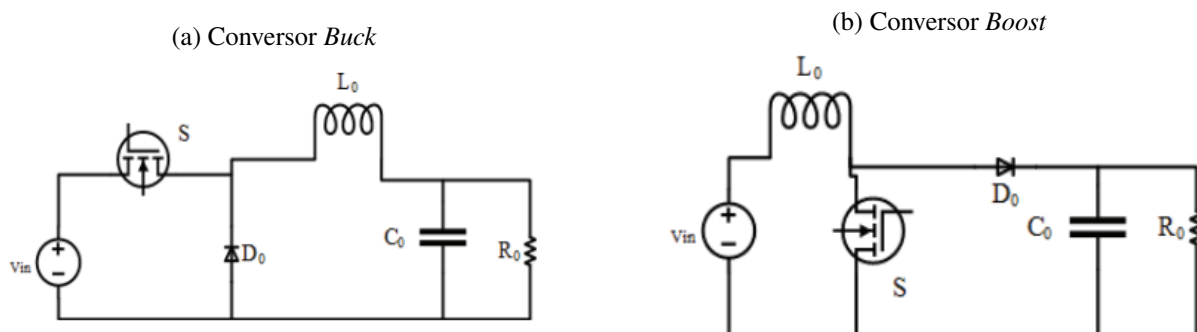 (a) Conversor Buck
L₀
S
Vin
D₀
C₀
R₀
(b) Conversor Boost
L₀
Vin
S
D₀
C₀
R₀